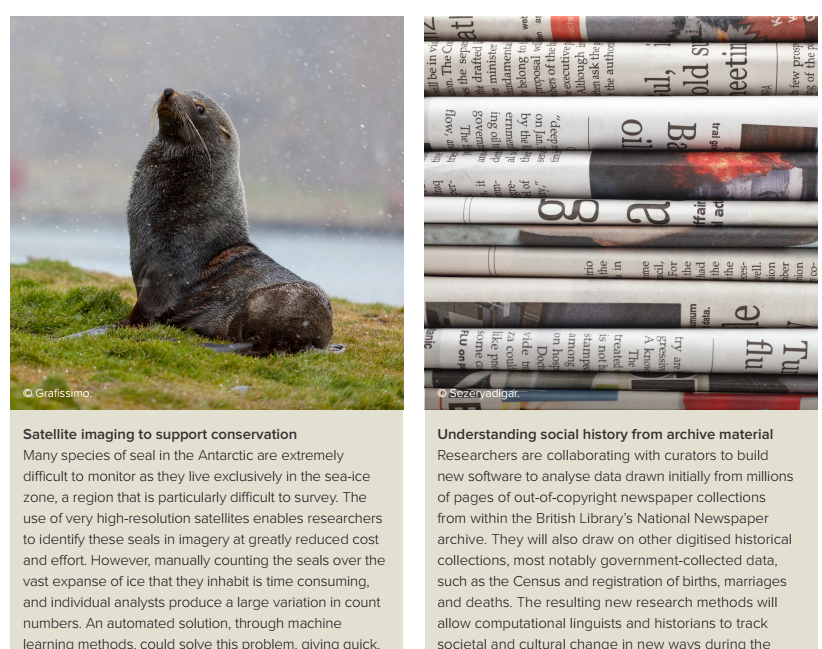 © Grafissimo.
Satellite imaging to support conservation
Many species of seal in the Antarctic are extremely
difficult to monitor as they live exclusively in the sea-ice
zone, a region that is particularly difficult to survey. The
use of very high-resolution satellites enables researchers
to identify these seals in imagery at greatly reduced cost
and effort. However, manually counting the seals over the
vast expanse of ice that they inhabit is time consuming,
and individual analysts produce a large variation in count
numbers. An automated solution, through machine
learning methods, could solve this problem, giving quick,
© Sezeryadigar.
Understanding social history from archive material
Researchers are collaborating with curators to build
new software to analyse data drawn initially from millions
of pages of out-of-copyright newspaper collections
from within the British Library's National Newspaper
archive. They will also draw on other digitised historical
collections, most notably government-collected data,
such as the Census and registration of births, marriages
and deaths. The resulting new research methods will
allow computational linguists and historians to track
societal and cultural change in new ways during the